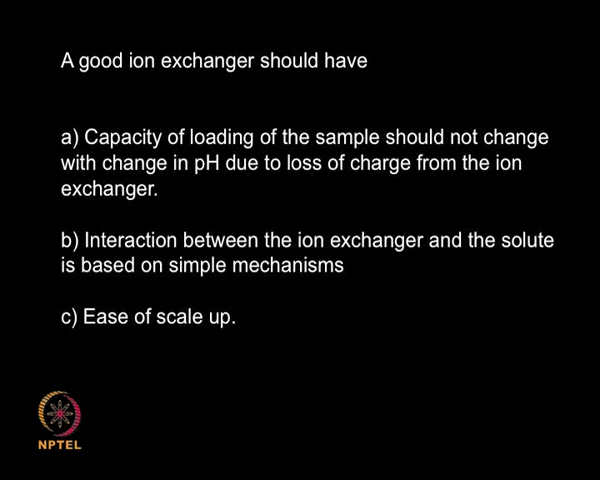 A good ion exchanger should have
a) Capacity of loading of the sample should not change
with change in pH due to loss of charge from the ion
exchanger.
b) Interaction between the ion exchanger and the solute
is based on simple mechanisms
c) Ease of scale up.
NPTEL